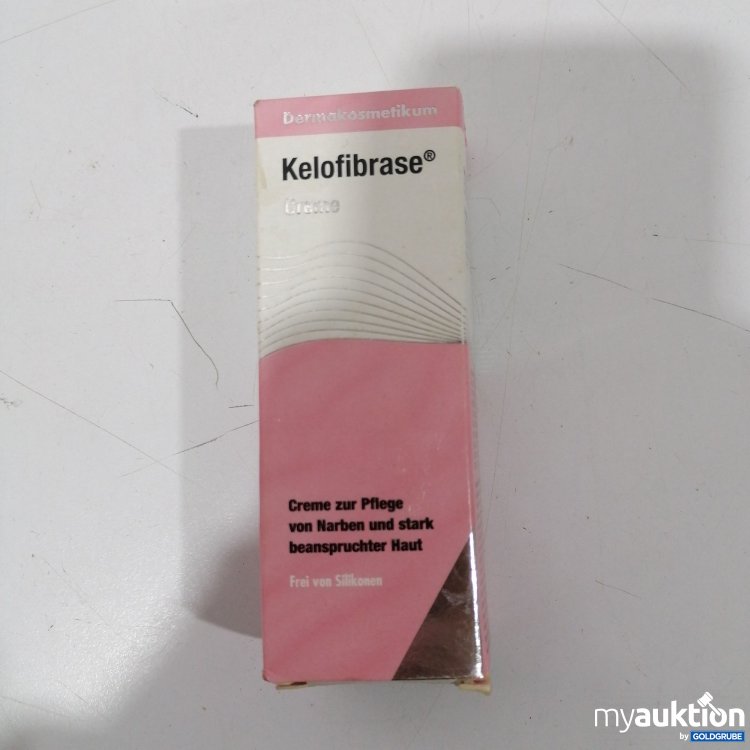 Dermakosmetikum
Kelofibrase®
Creme
Creme zur Pflege
von Narben und stark
beanspruchter Haut
Frei von Silikonen
myauktion
by GOLDGRUBE